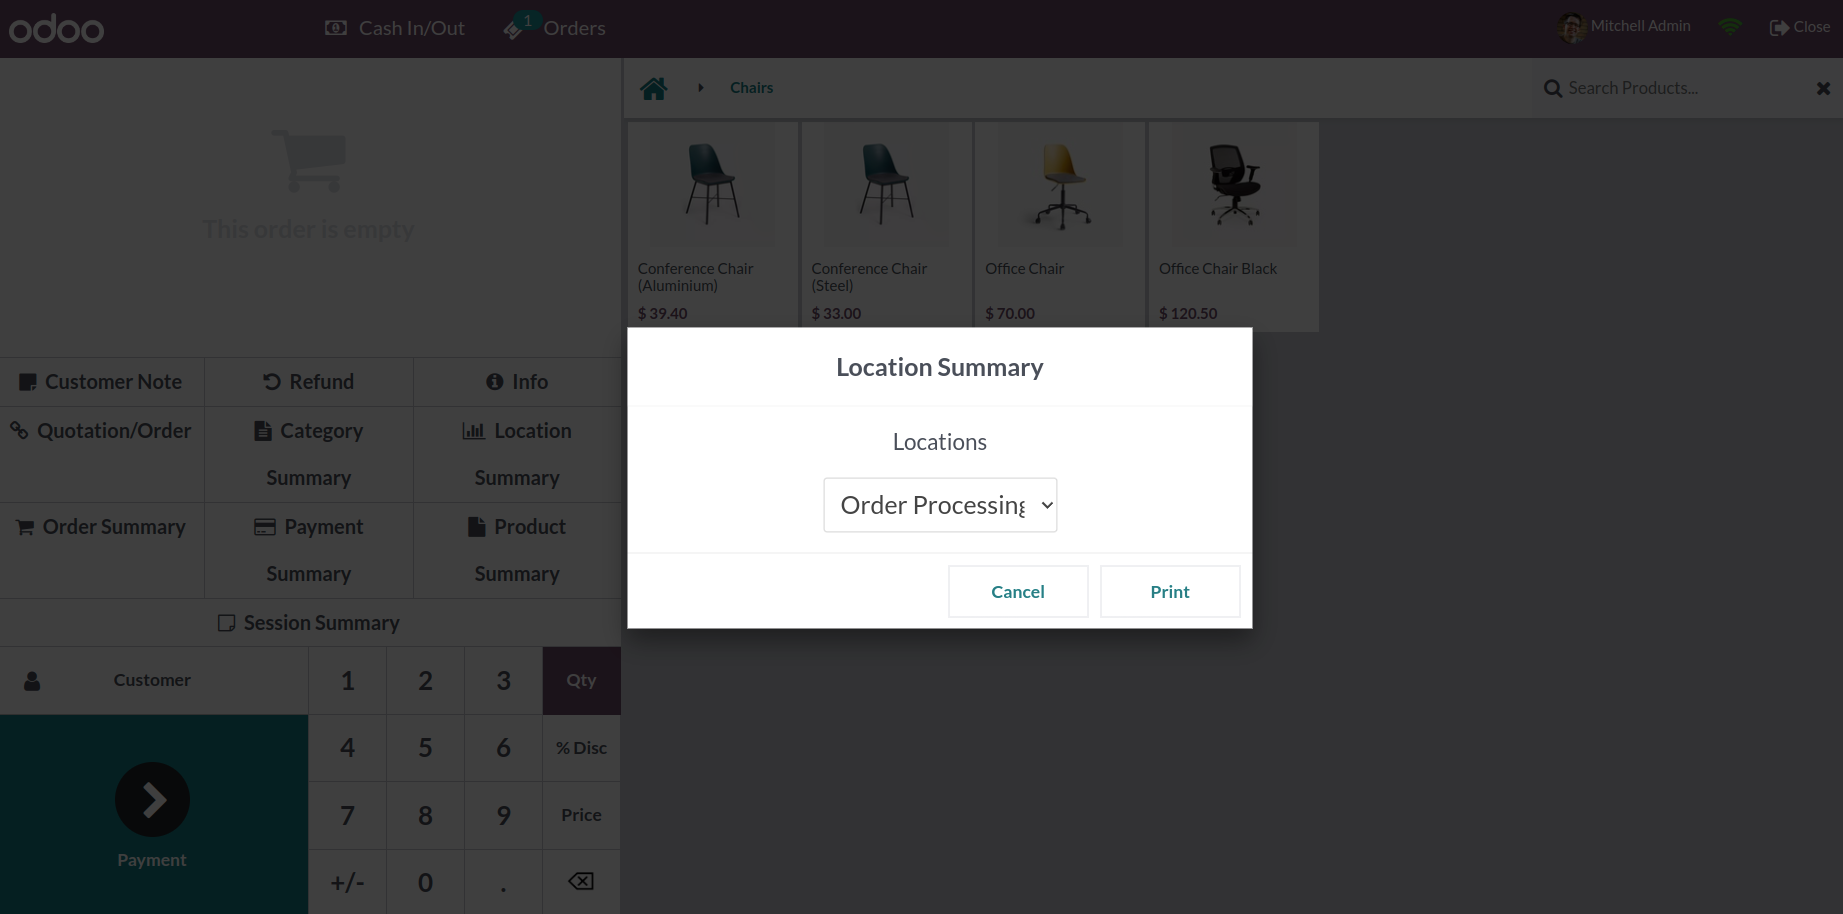 odoo
Cash In/Out
1
Orders
Mitchell Admin
Close
Chairs
Search Products...
This order is empty
Conference Chair
(Aluminium)
$ 39.40
Conference Chair
(Steel)
$ 33.00
Office Chair
$ 70.00
Office Chair Black
$ 120.50
Location Summary
Locations
Order Processing
Cancel
Print
Customer Note
Refund
Info
Quotation/Order
Category
Summary
Location
Summary
Order Summary
Payment
Summary
Product
Summary
Session Summary
Customer
1 2 3 Qty
4 5 6 % Disc
7 8 9 Price
+/- 0 .
Payment